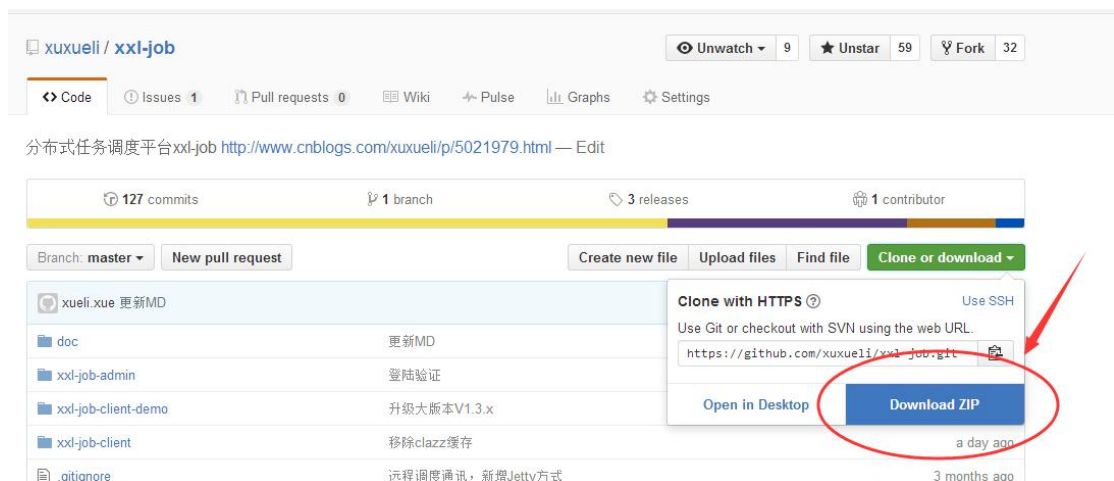 xuxueli / xxl-job
Unwatch 9 Unstar 59 Fork 32
Code Issues 1 Pull requests 0 Wiki Pulse Graphs Settings
分布式任务调度平台xxl-job http://www.cnblogs.com/xuxueli/p/5021979.html — Edit
127 commits 1 branch 3 releases 1 contributor
Branch: master New pull request Create new file Upload files Find file Clone or download
xueli.xue 更新MD
Clone with HTTPS Use SSH
Use Git or checkout with SVN using the web URL.
https://github.com/xuxueli/xxl-job.git
Open in Desktop Download ZIP
doc 更新MD
xxl-job-admin 登陆验证
xxl-job-client-demo 升级大版本V1.3.x
xxl-job-client 移除clazz缓存 a day ago
.gitignore 远程调度通讯，新增Jetty方式 3 months ago